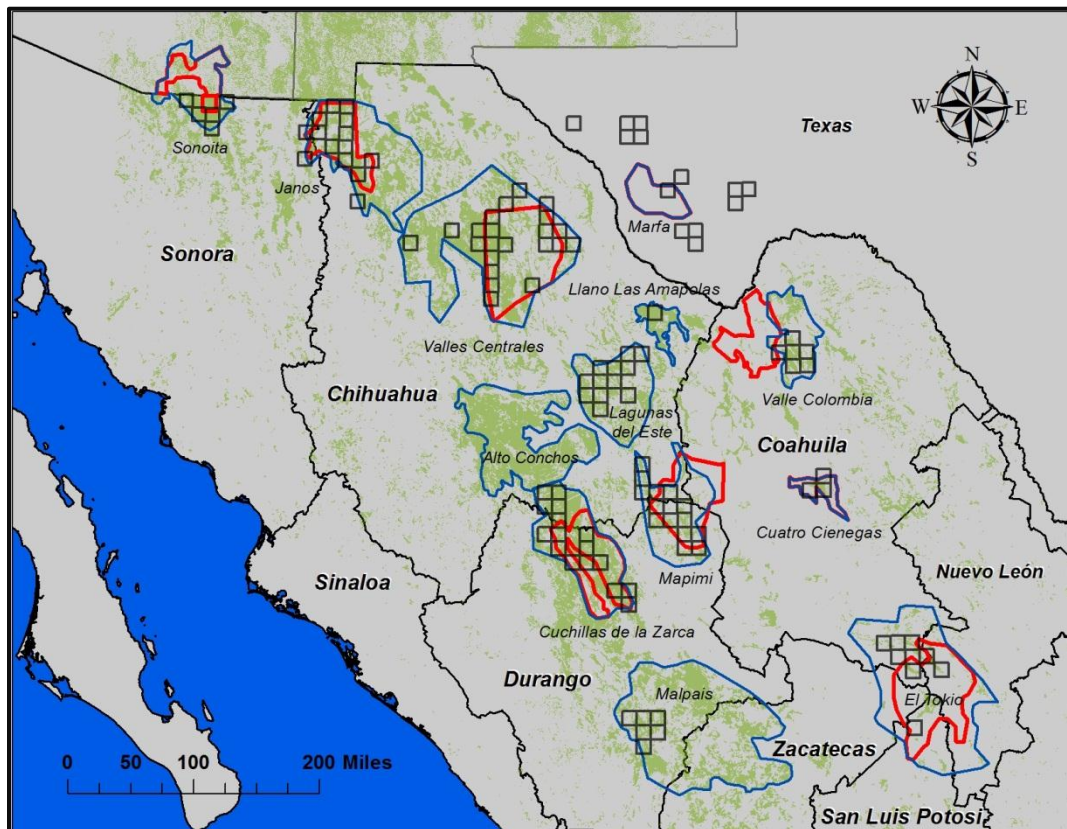 N
W
E
S
Texas
Sonoita
Janos
Marfa
Sonora
Llano Las Amapolas
Valles Centrales
Chihuahua
Valle Colombia
Lagunas
del Este
Coahuila
Alto Conchos
Cuatro Cienegas
Mapimi
Nuevo León
Sinaloa
Cuchillas de la Zarca
Durango
Malpais
El Tokio
Zacatecas
0 50 100 200 Miles
San Luis Potosí